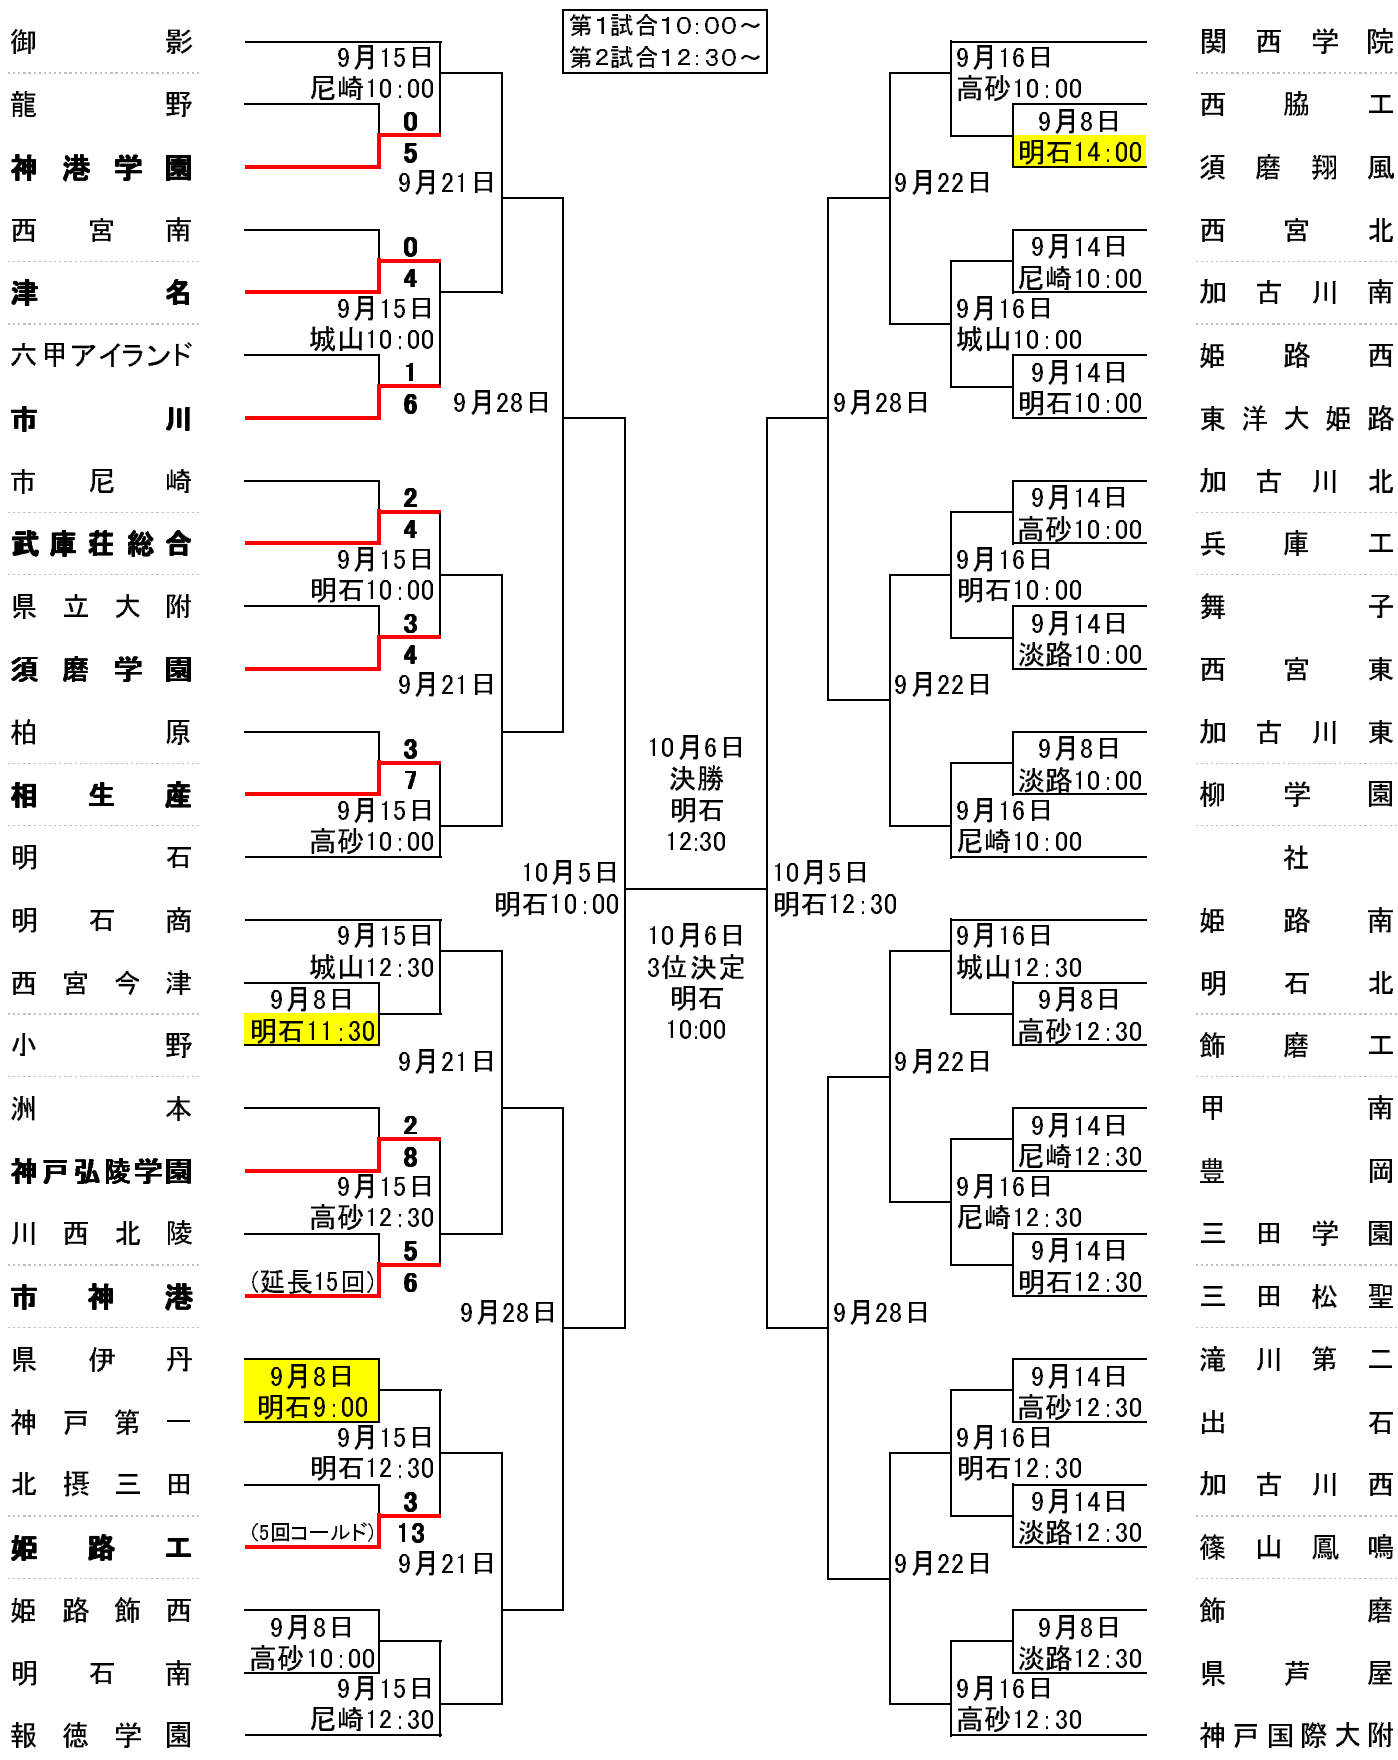 第1試合10:00～
第2試合12:30～
御影
9月15日
尼崎10:00
龍野
0
5
神港学園
9月21日
西宮南
0
4
津名
9月15日
城山10:00
六甲アイランド
1
6
市川
9月28日
市尼崎
2
4
武庫荘総合
9月15日
明石10:00
県立大附
3
4
須磨学園
9月21日
柏原
3
7
相生産
9月15日
高砂10:00
明石
10月5日
明石10:00
明石商
9月15日
城山12:30
西宮今津
9月8日
明石11:30
小野
9月21日
洲本
2
8
神戸弘陵学園
9月15日
高砂12:30
川西北陵
5
(延長15回)
6
市神港
9月28日
県伊丹
9月8日
明石9:00
神戸第一
9月15日
明石12:30
北摂三田
3
(5回コールド)
13
姫路工
9月21日
姫路飾西
9月8日
高砂10:00
明石南
9月15日
尼崎12:30
報徳学園
10月6日
決勝
明石
12:30
10月6日
3位決定
明石
10:00
関西学院
9月16日
高砂10:00
西脇工
9月8日
明石14:00
須磨翔風
9月22日
西宮北
9月14日
尼崎10:00
加古川南
9月16日
城山10:00
姫路西
9月14日
明石10:00
東洋大姫路
9月28日
加古川北
9月14日
高砂10:00
兵庫工
9月16日
明石10:00
舞子
9月14日
淡路10:00
西宮東
9月22日
加古川東
9月8日
淡路10:00
柳学園
9月16日
尼崎10:00
社
10月5日
明石12:30
姫路南
9月16日
城山12:30
明石北
9月8日
高砂12:30
飾磨工
9月22日
甲南
9月14日
尼崎12:30
豊岡
9月16日
尼崎12:30
三田学園
9月14日
明石12:30
三田松聖
9月28日
滝川第二
9月14日
高砂12:30
出石
9月16日
明石12:30
加古川西
9月14日
淡路12:30
篠山鳳鳴
9月22日
飾磨
9月8日
淡路12:30
県芦屋
9月16日
高砂12:30
神戸国際大附